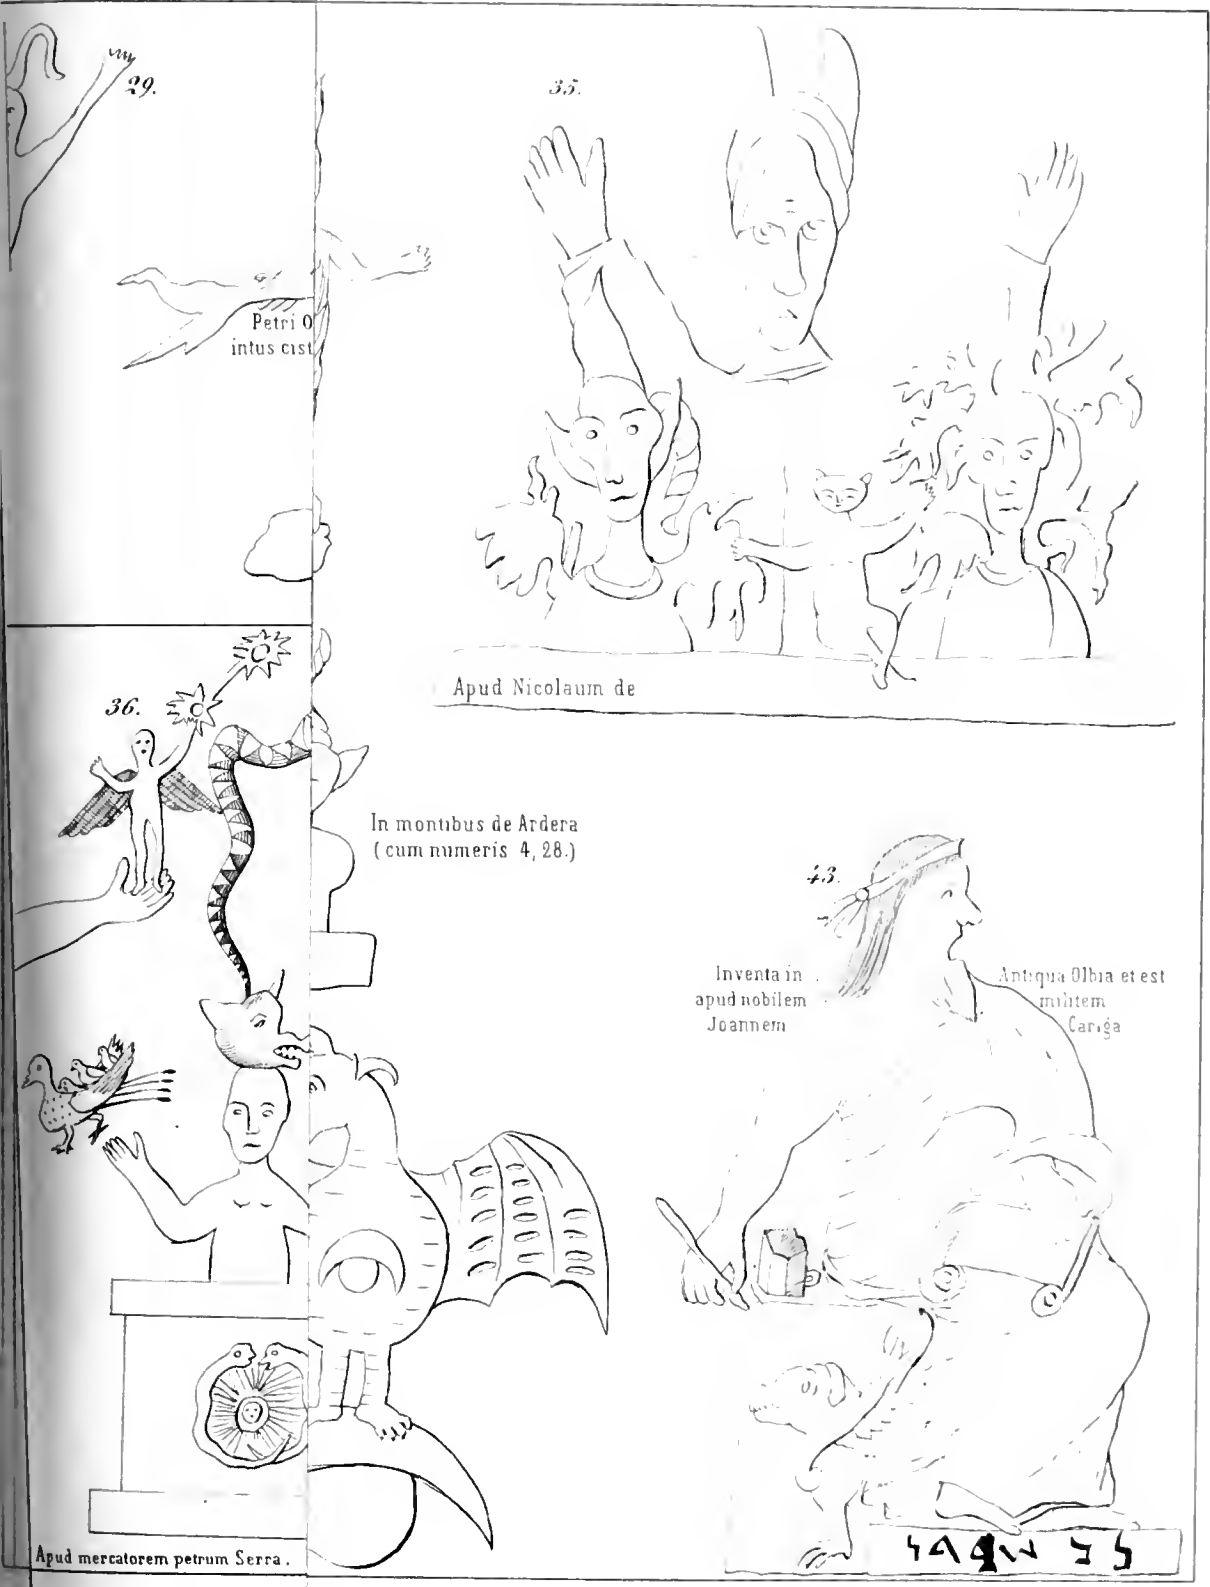 29.
35.
Petri O
intus cist
Apud Nicolaum de
36.
In montibus de Ardera
(cum numeris 4, 28.)
43.
Inventa in Antiqua Olbia et est
apud nobilem militem
Joannem Cariga
Apud mercatorem petrum Serra.